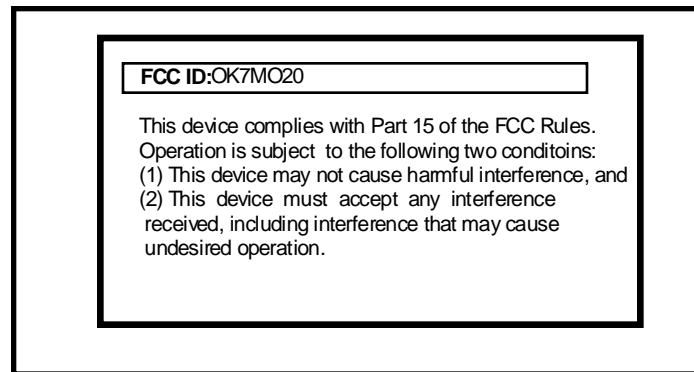 FCC ID:OK7MO20
This device complies with Part 15 of the FCC Rules.
Operation is subject to the following two conditoins:
(1) This device may not cause harmful interference, and
(2) This device must accept any interference
received, including interference that may cause
undesired operation.